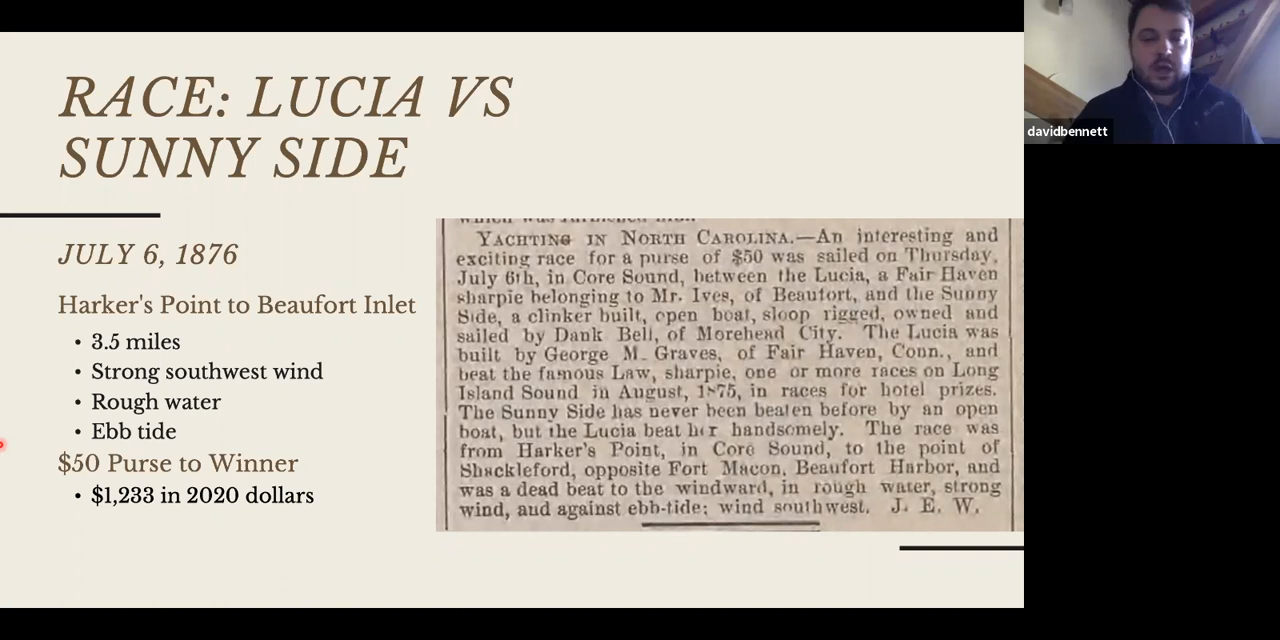 RACE: LUCIA VS
SUNNY SIDE
JULY 6, 1876
Harker's Point to Beaufort Inlet
• 3.5 miles
• Strong southwest wind
• Rough water
• Ebb tide
$50 Purse to Winner
• $1,233 in 2020 dollars
YACHTING IN NORTH CAROLINA.—An interesting and
exciting race for a purse of $50 was sailed on Thursday,
July 6th, in Core Sound, between the Lucia, a Fair Haven
sharpie belonging to Mr. Ives, of Beaufort, and the Sunny
Side, a clinker built, open boat, sloop rigged, owned and
sailed by Dank Bell, of Morehead City. The Lucia was
built by George M. Graves, of Fair Haven, Conn., and
beat the famous Law, sharpie, one or more races on Long
Island Sound in August, 1875, in races for hotel prizes.
The Sunny Side has never been beaten before by an open
boat, but the Lucia beat her handsomely. The race was
from Harker's Point, in Core Sound, to the point of
Shackleford, opposite Fort Macon, Beaufort Harbor, and
was a dead beat to the windward, in rough water, strong
wind, and against ebb-tide; wind southwest. J. E. W.
davidbennett